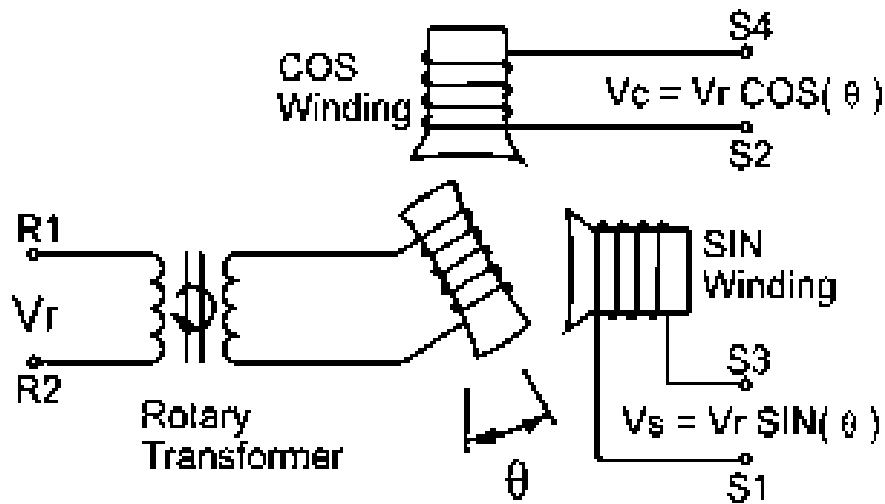 S4
COS
Winding
Vc = Vr COS( θ )
S2
R1
Vr
R2
SIN
Winding
S3
Rotary
Transformer
θ
Vs = Vr SIN( θ )
S1